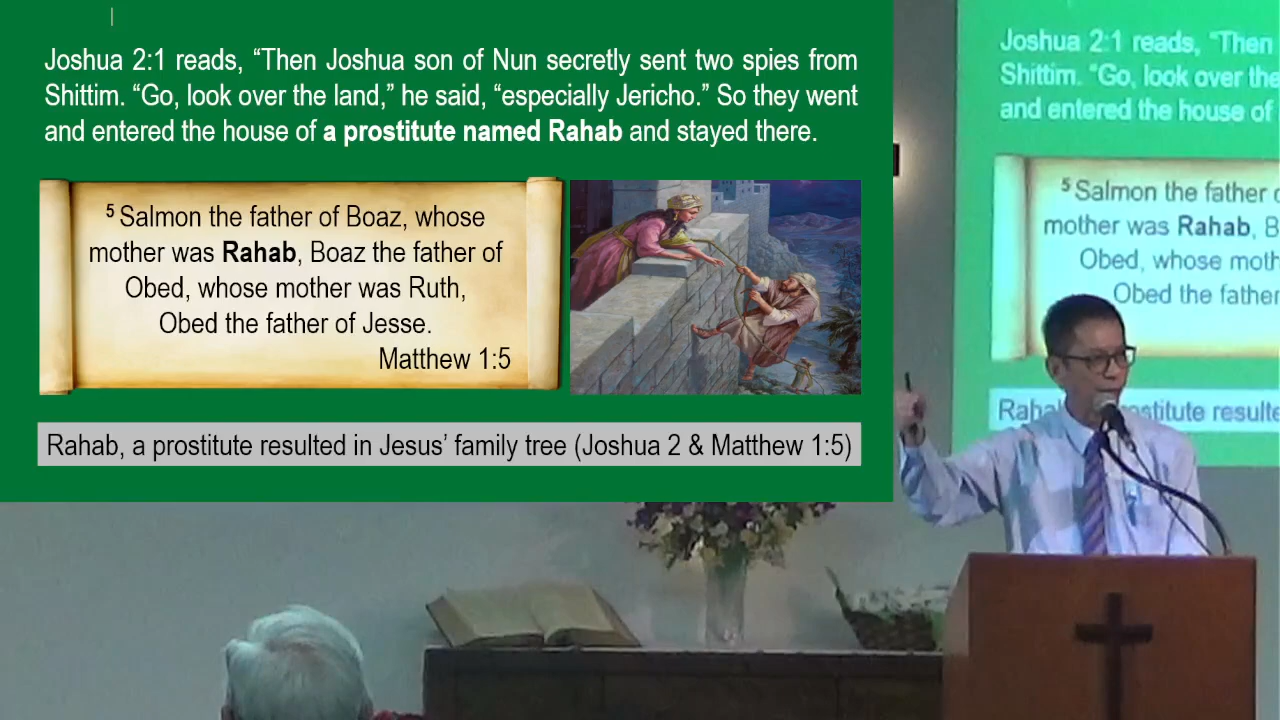 Joshua 2:1 reads, “Then Joshua son of Nun secretly sent two spies from
Shittim. “Go, look over the land,” he said, “especially Jericho.” So they went
and entered the house of a prostitute named Rahab and stayed there.
5 Salmon the father of Boaz, whose
mother was Rahab, Boaz the father of
Obed, whose mother was Ruth,
Obed the father of Jesse.
Matthew 1:5
Rahab, a prostitute resulted in Jesus’ family tree (Joshua 2 & Matthew 1:5)
Joshua 2:1 reads, “Then
Shittim. “Go, look over the
and entered the house of
5 Salmon the father
mother was Rahab, B
Obed, whose moth
Obed the father
Rahab prostitute resulte